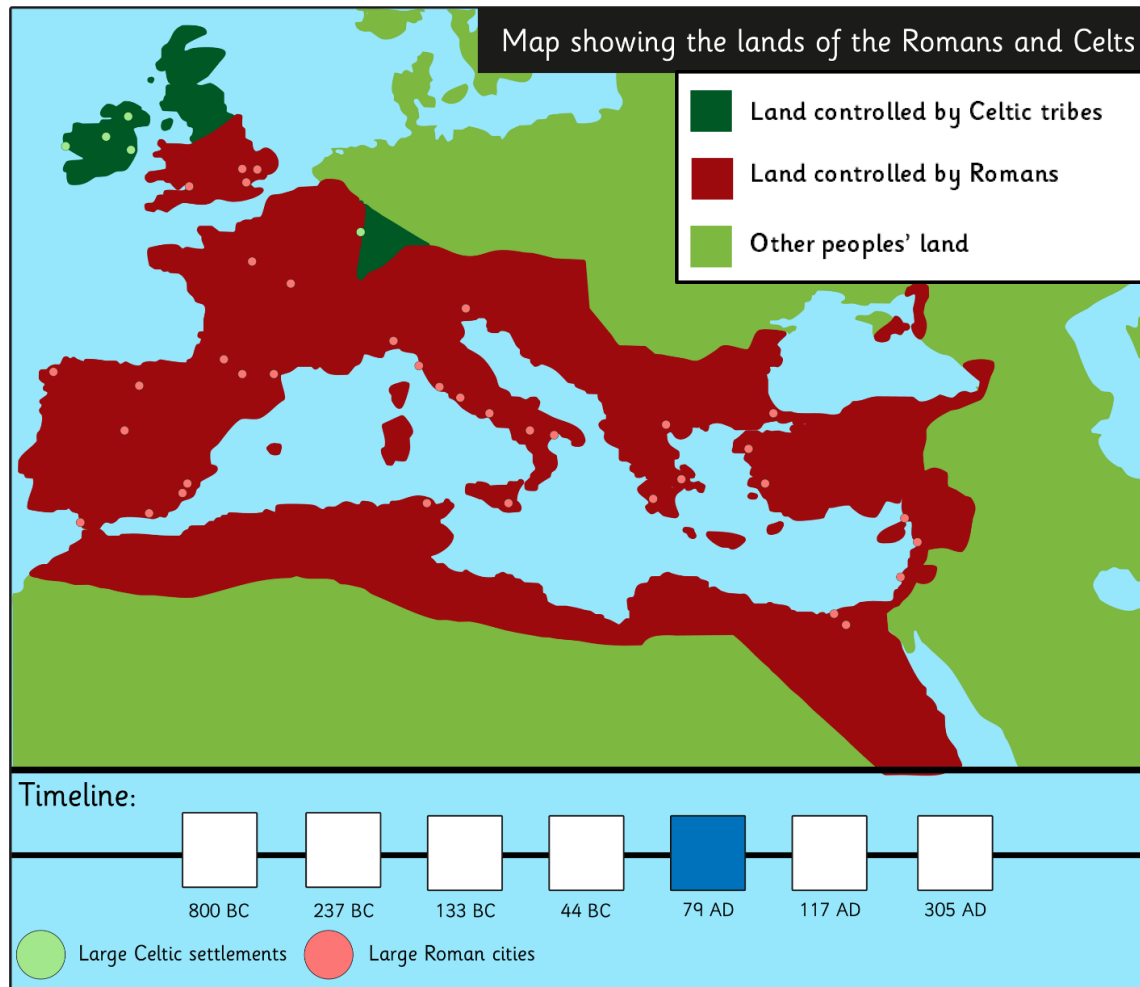 Map showing the lands of the Romans and Celts
Land controlled by Celtic tribes
Land controlled by Romans
Other peoples' land
Timeline:
800 BC
237 BC
133 BC
44 BC
79 AD
117 AD
305 AD
Large Celtic settlements
Large Roman cities